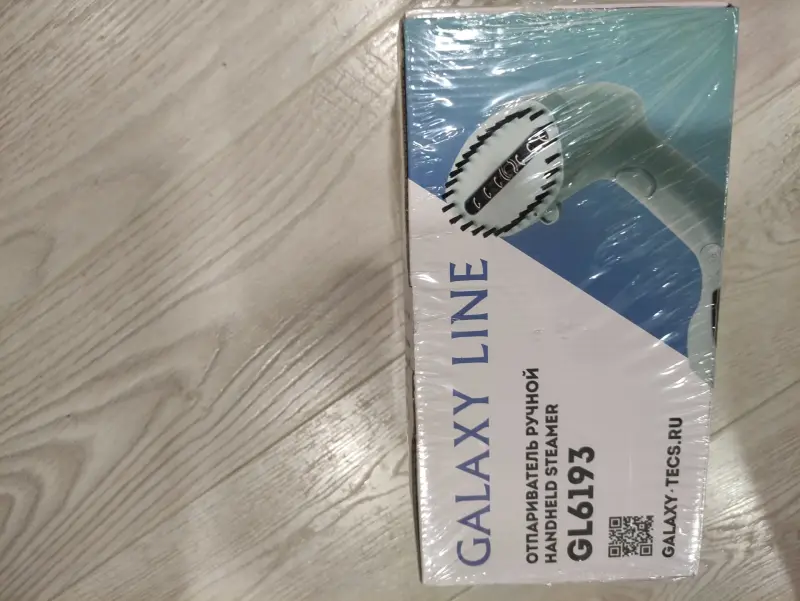 GALAXY LINE
ОТПАРИВАТЕЛЬ РУЧНОЙ
HANDHELD STEAMER
GL6193
GALAXY-TECS.RU